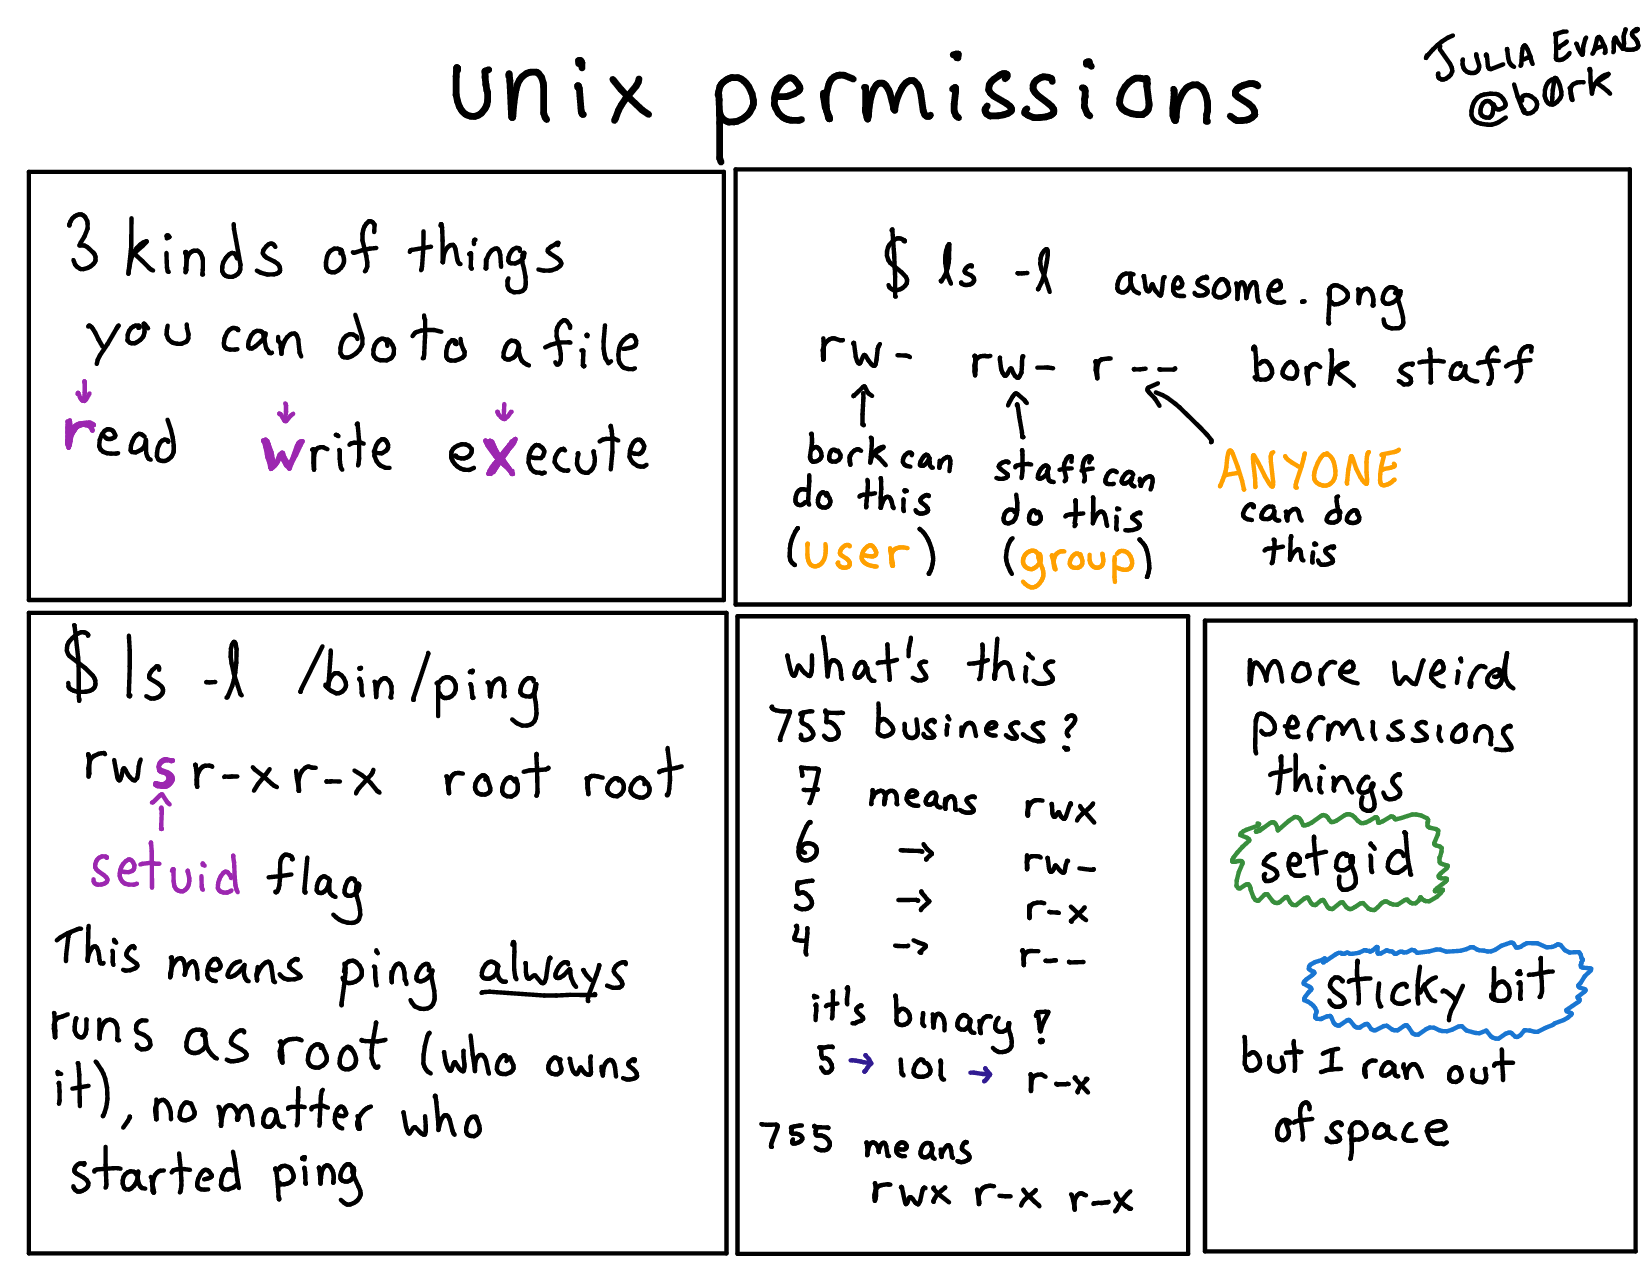 unix permissions
JULIA EVANS
@b0rk
3 kinds of things
you can do to a file
read write execute
$ ls -l awesome.png
rw- rw- r-- bork staff
bork can
do this
(user)
staff can
do this
(group)
ANYONE
can do
this
$ ls -l /bin/ping
rws r-x r-x root root
setuid flag
This means ping always
runs as root (who owns
it), no matter who
started ping
what's this
755 business?
7 means rwx
6 → rw-
5 → r-x
4 → r--
it's binary!
5 → 101 → r-x
755 means
rwx r-x r-x
more weird
permissions
things
setgid
sticky bit
but I ran out
of space